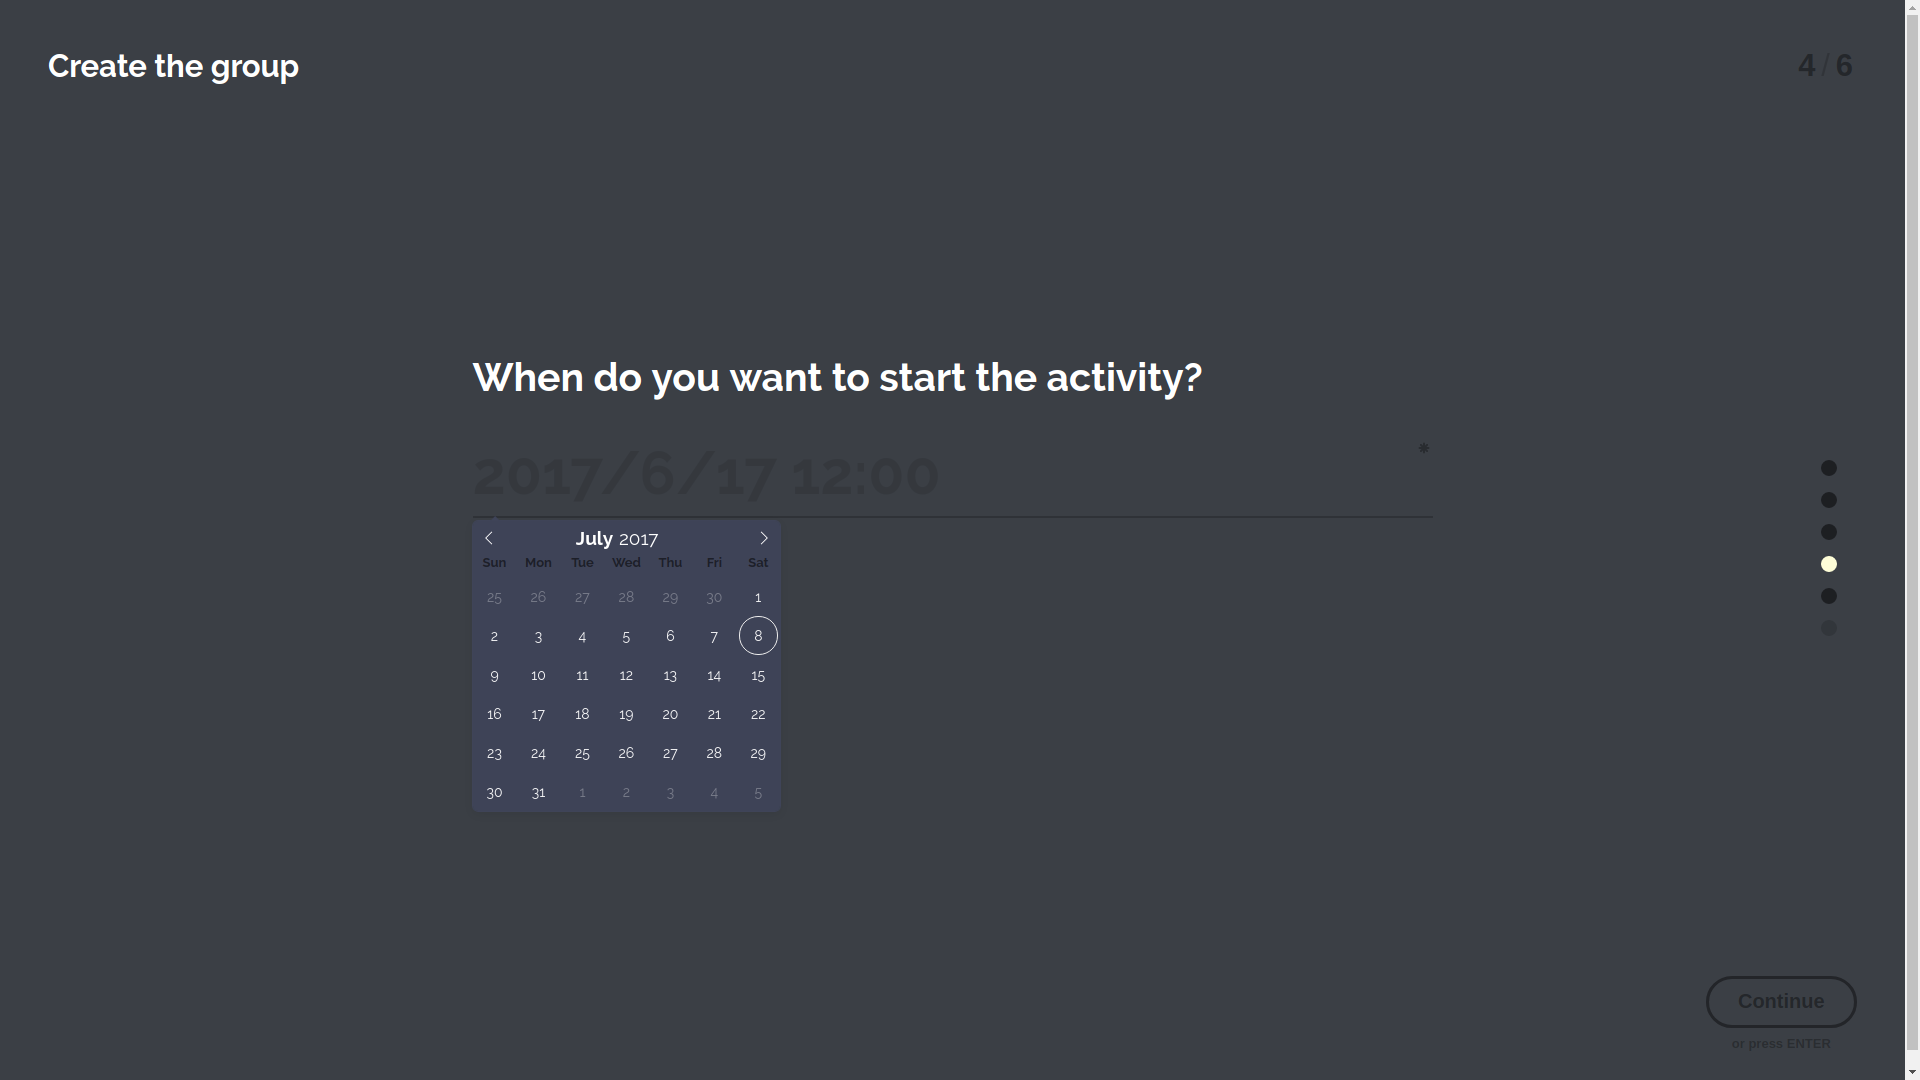 Create the group
4 / 6
When do you want to start the activity?
*
2017/6/17 12:00
July 2017
Sun Mon Tue Wed Thu Fri Sat
25 26 27 28 29 30 1
2 3 4 5 6 7 8
9 10 11 12 13 14 15
16 17 18 19 20 21 22
23 24 25 26 27 28 29
30 31 1 2 3 4 5
Continue
or press ENTER